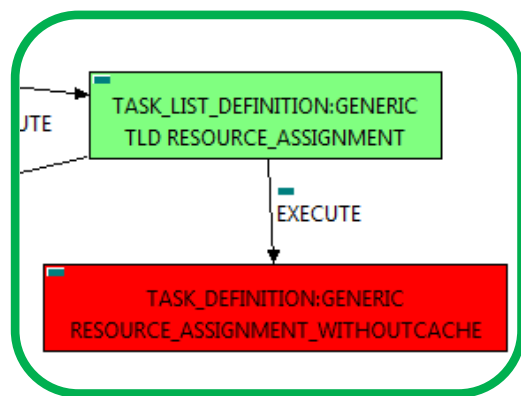 TASK_LIST_DEFINITION:GENERIC
TLD RESOURCE_ASSIGNMENT
UTE
EXECUTE
TASK_DEFINITION:GENERIC
RESOURCE_ASSIGNMENT_WITHOUTCACHE